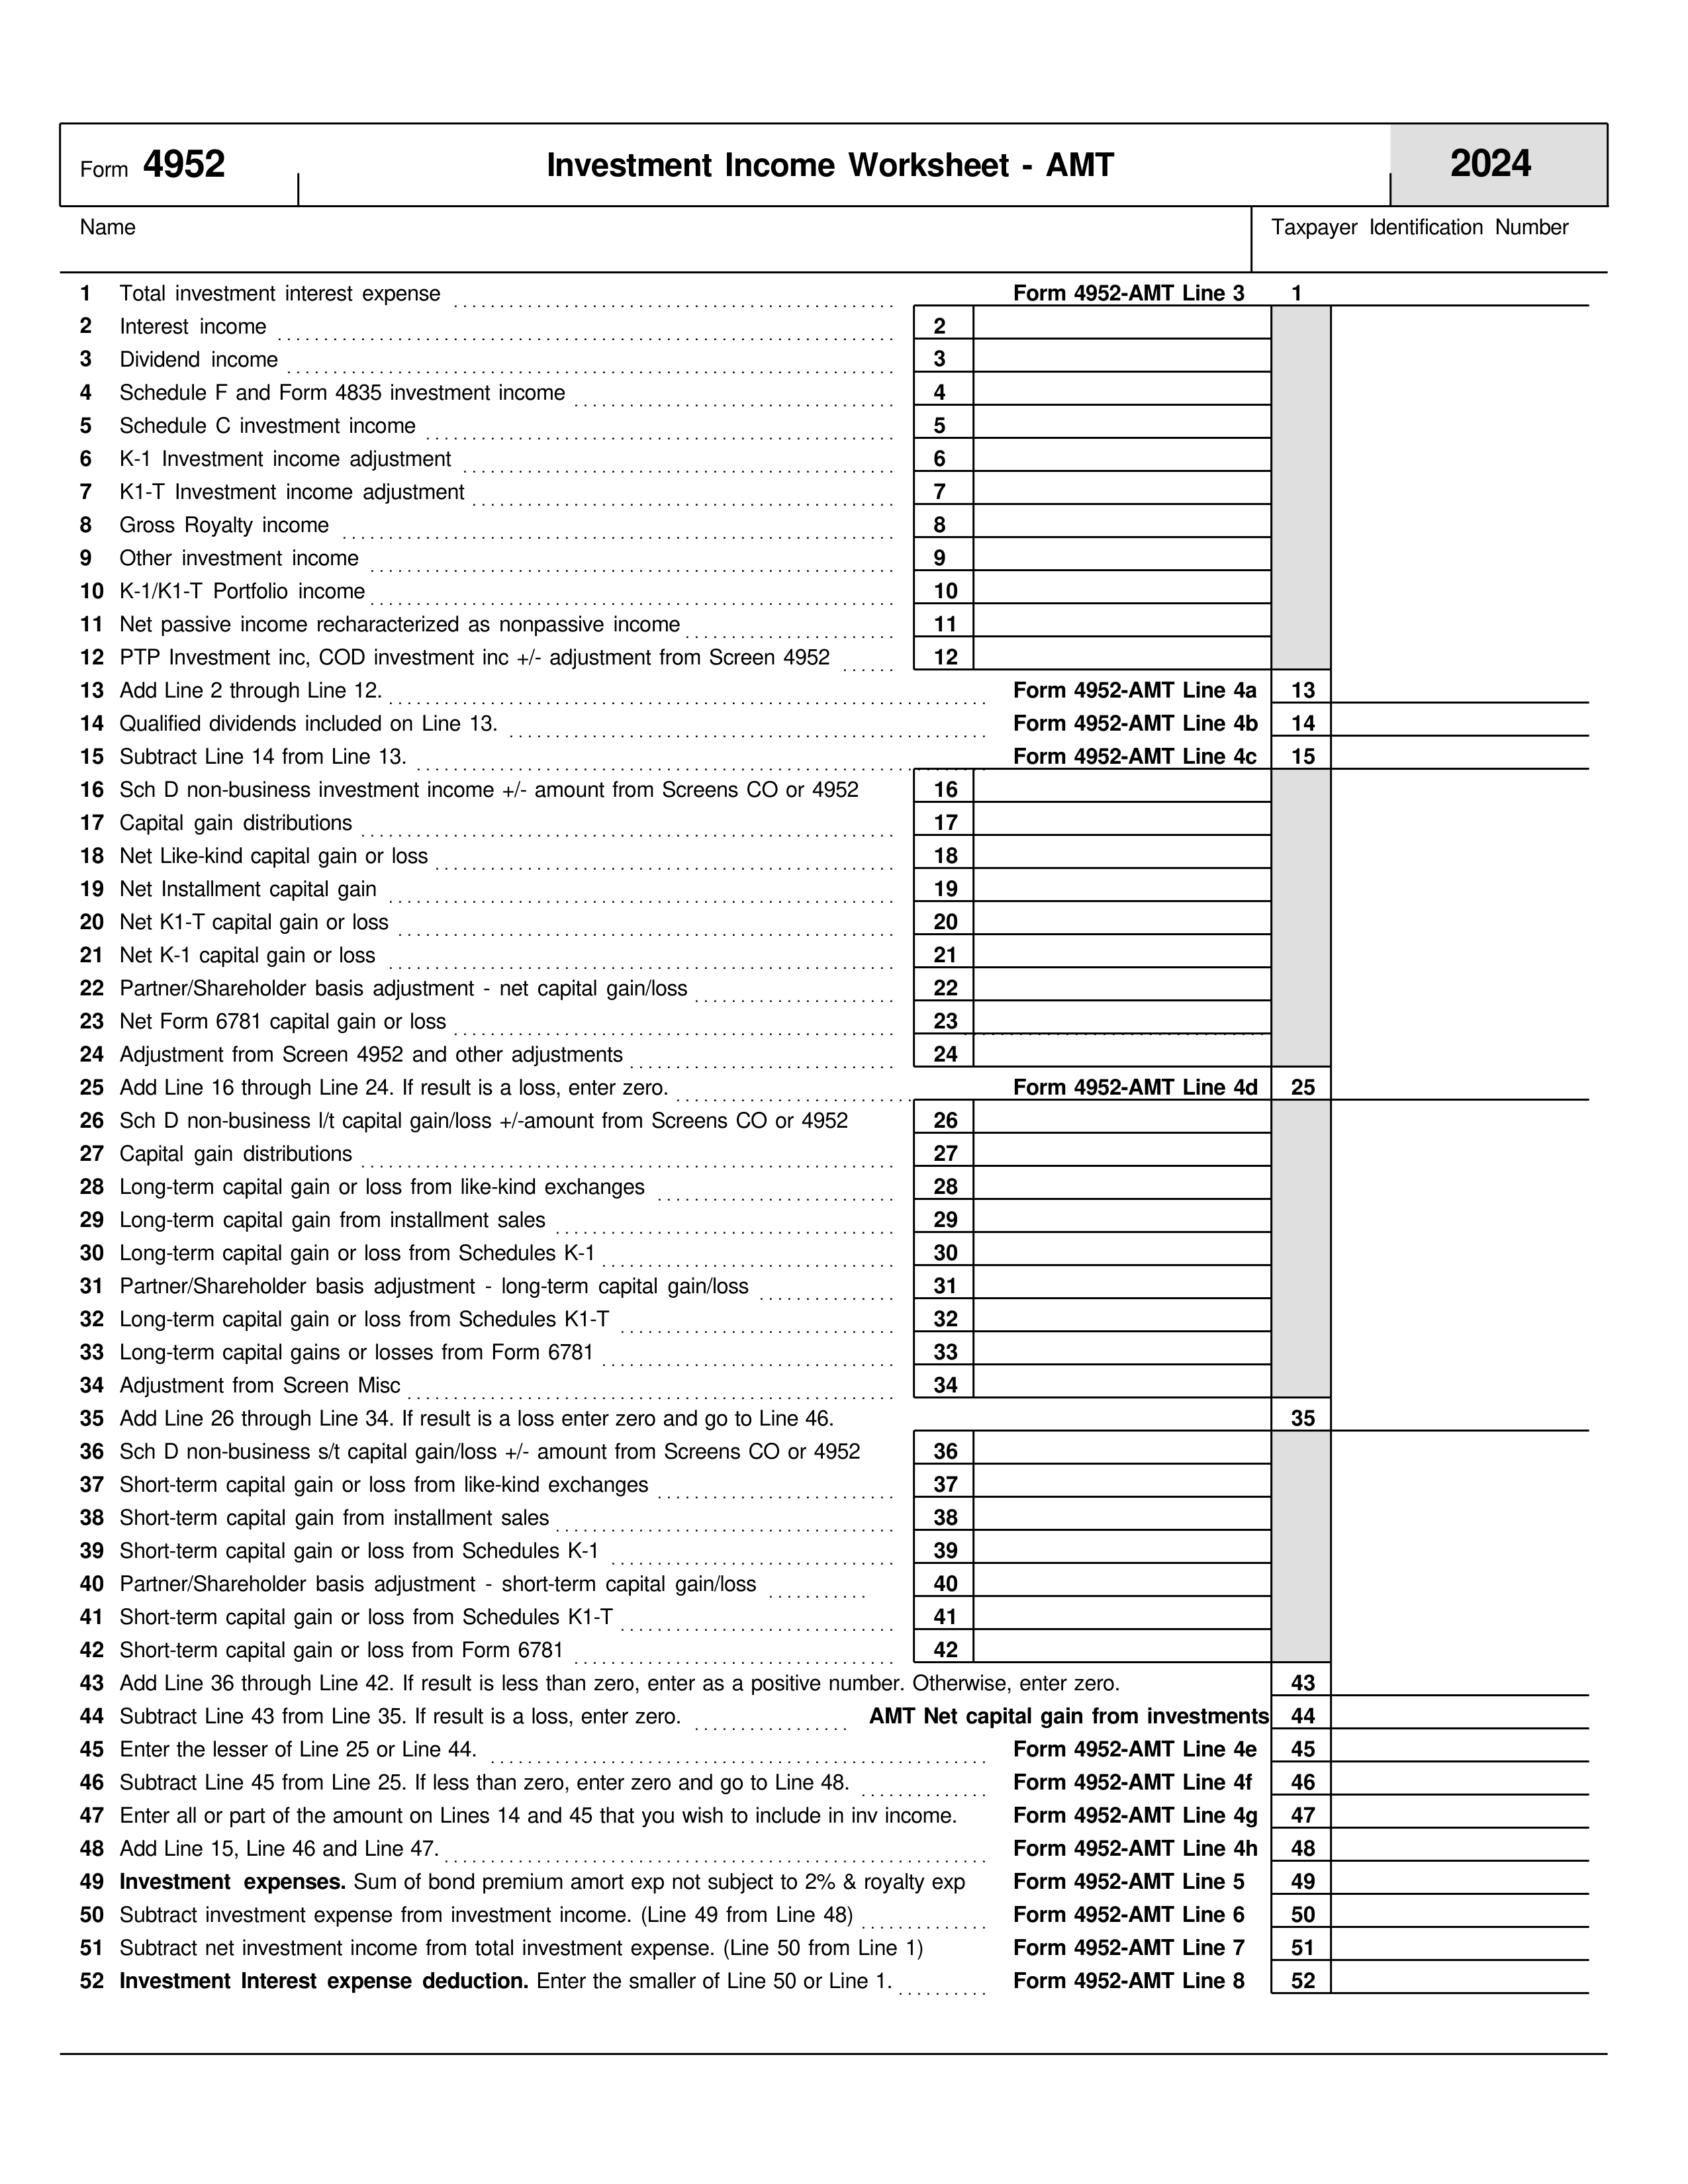 Form 4952 Investment Income Worksheet - AMT 2024
Name Taxpayer Identification Number
1 Total investment interest expense Form 4952-AMT Line 3 1
2 Interest income 2
3 Dividend income 3
4 Schedule F and Form 4835 investment income 4
5 Schedule C investment income 5
6 K-1 Investment income adjustment 6
7 K1-T Investment income adjustment 7
8 Gross Royalty income 8
9 Other investment income 9
10 K-1/K1-T Portfolio income 10
11 Net passive income recharacterized as nonpassive income 11
12 PTP Investment inc, COD investment inc +/- adjustment from Screen 4952 12
13 Add Line 2 through Line 12. Form 4952-AMT Line 4a 13
14 Qualified dividends included on Line 13. Form 4952-AMT Line 4b 14
15 Subtract Line 14 from Line 13. Form 4952-AMT Line 4c 15
16 Sch D non-business investment income +/- amount from Screens CO or 4952 16
17 Capital gain distributions 17
18 Net Like-kind capital gain or loss 18
19 Net Installment capital gain 19
20 Net K1-T capital gain or loss 20
21 Net K-1 capital gain or loss 21
22 Partner/Shareholder basis adjustment - net capital gain/loss 22
23 Net Form 6781 capital gain or loss 23
24 Adjustment from Screen 4952 and other adjustments 24
25 Add Line 16 through Line 24. If result is a loss, enter zero. Form 4952-AMT Line 4d 25
26 Sch D non-business l/t capital gain/loss +/-amount from Screens CO or 4952 26
27 Capital gain distributions 27
28 Long-term capital gain or loss from like-kind exchanges 28
29 Long-term capital gain from installment sales 29
30 Long-term capital gain or loss from Schedules K-1 30
31 Partner/Shareholder basis adjustment - long-term capital gain/loss 31
32 Long-term capital gain or loss from Schedules K1-T 32
33 Long-term capital gains or losses from Form 6781 33
34 Adjustment from Screen Misc 34
35 Add Line 26 through Line 34. If result is a loss enter zero and go to Line 46. 35
36 Sch D non-business s/t capital gain/loss +/- amount from Screens CO or 4952 36
37 Short-term capital gain or loss from like-kind exchanges 37
38 Short-term capital gain from installment sales 38
39 Short-term capital gain or loss from Schedules K-1 39
40 Partner/Shareholder basis adjustment - short-term capital gain/loss 40
41 Short-term capital gain or loss from Schedules K1-T 41
42 Short-term capital gain or loss from Form 6781 42
43 Add Line 36 through Line 42. If result is less than zero, enter as a positive number. Otherwise, enter zero. 43
44 Subtract Line 43 from Line 35. If result is a loss, enter zero. AMT Net capital gain from investments 44
45 Enter the lesser of Line 25 or Line 44. Form 4952-AMT Line 4e 45
46 Subtract Line 45 from Line 25. If less than zero, enter zero and go to Line 48. Form 4952-AMT Line 4f 46
47 Enter all or part of the amount on Lines 14 and 45 that you wish to include in inv income. Form 4952-AMT Line 4g 47
48 Add Line 15, Line 46 and Line 47. Form 4952-AMT Line 4h 48
49 Investment expenses. Sum of bond premium amort exp not subject to 2% & royalty exp Form 4952-AMT Line 5 49
50 Subtract investment expense from investment income. (Line 49 from Line 48) Form 4952-AMT Line 6 50
51 Subtract net investment income from total investment expense. (Line 50 from Line 1) Form 4952-AMT Line 7 51
52 Investment Interest expense deduction. Enter the smaller of Line 50 or Line 1. Form 4952-AMT Line 8 52